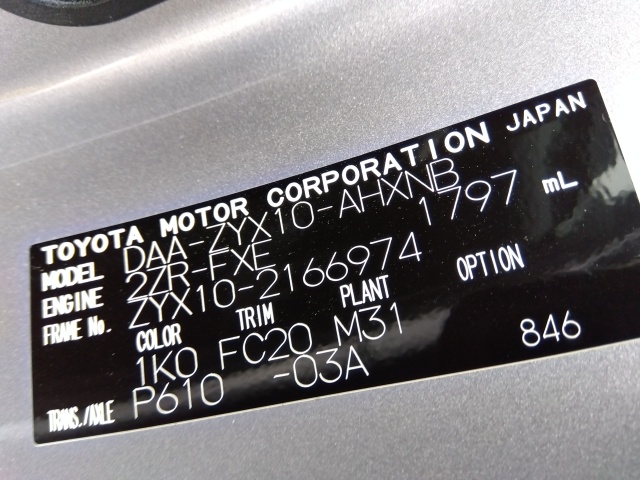 TOYOTA MOTOR CORPORATION JAPAN
MODEL DAA-ZYX10-AHXNB
ENGINE 2ZR-FXE 1797 mL
FRAME No. ZYX10-2166974
COLOR TRIM PLANT OPTION
1K0 FC20 M31
TRANS./AXLE P610 -03A 846